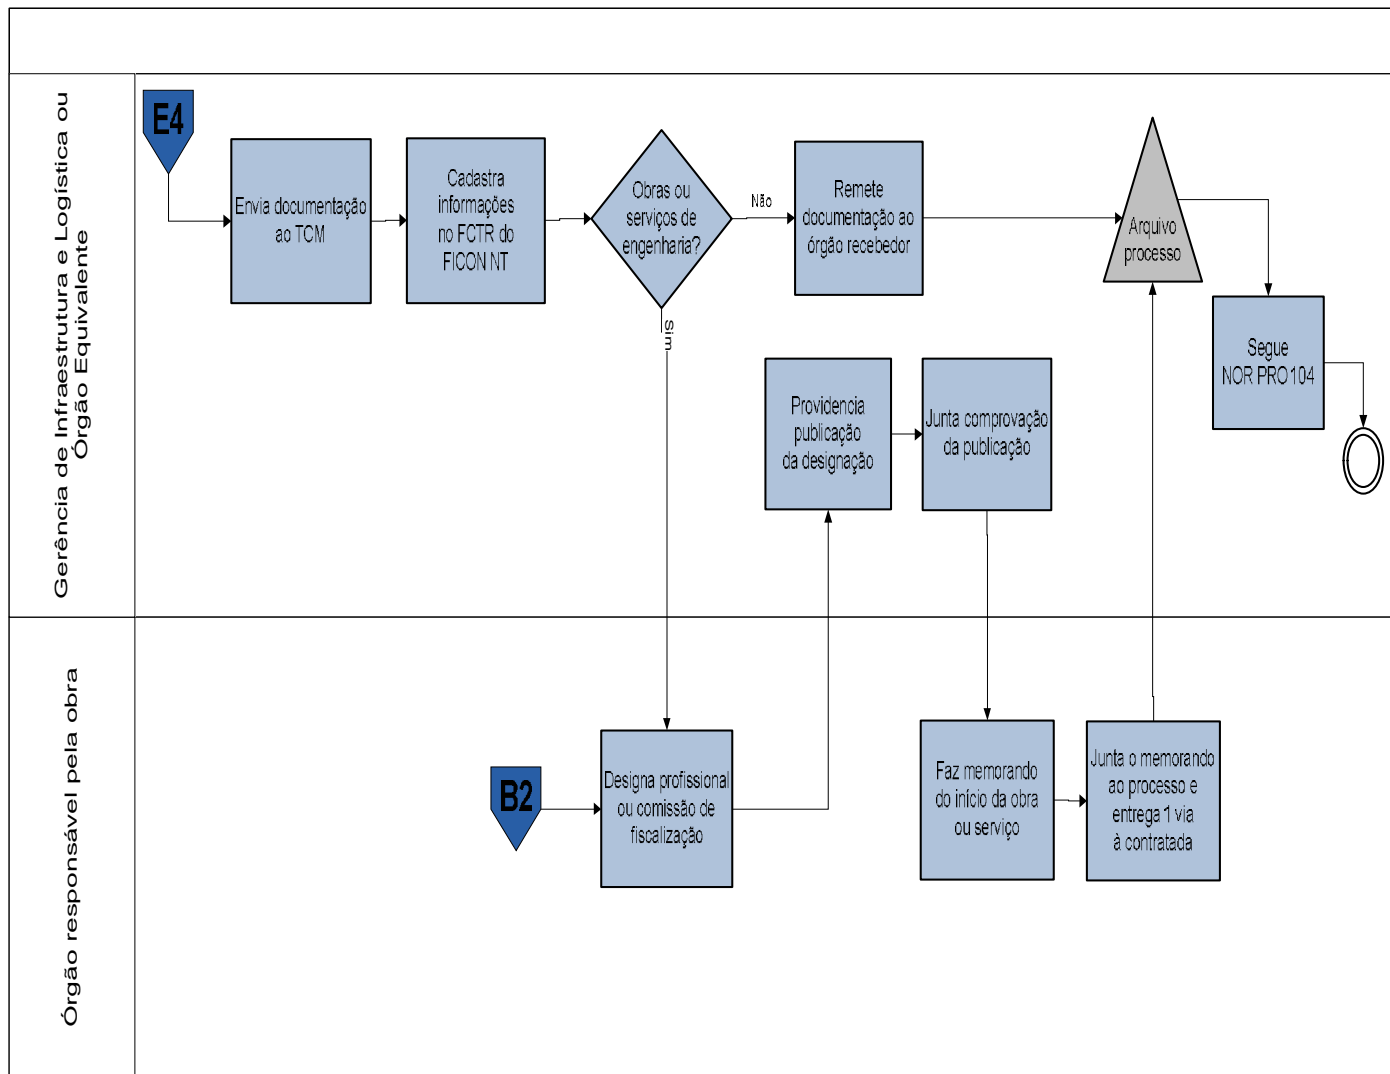 Gerência de Infraestrutura e Logística ou
Órgão Equivalente
E4
Envia documentação
ao TCM
Cadastra
informações
no FCTR do
FICON NT
Obras ou
serviços de
engenharia?
Não
Sim
Remete
documentação ao
órgão recebedor
Arquivo
processo
Segue
NOR PRO 104
Providencia
publicação
da designação
Junta comprovação
da publicação
Órgão responsável pela obra
B2
Designa profissional
ou comissão de
fiscalização
Faz memorando
do início da obra
ou serviço
Junta o memorando
ao processo e
entrega 1 via
à contratada